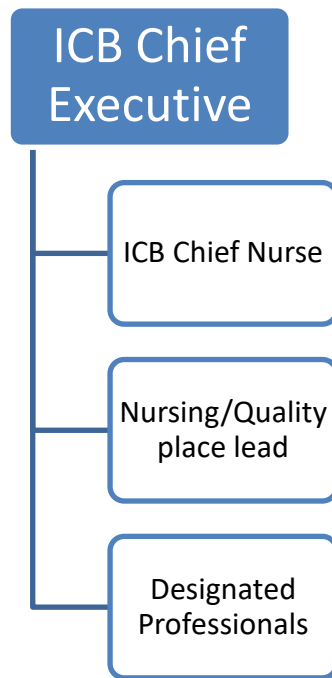 ICB Chief
Executive
ICB Chief Nurse
Nursing/Quality
place lead
Designated
Professionals